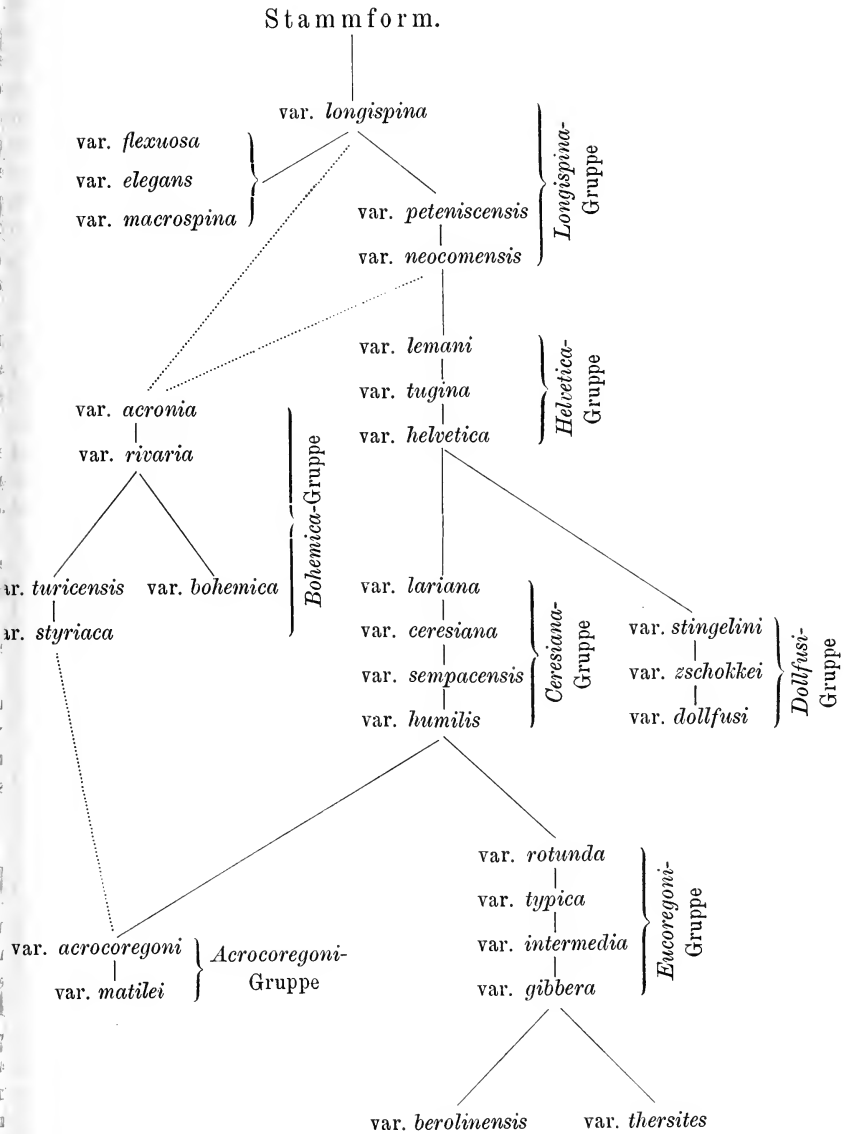 Stammform.
var. longispina
var. flexuosa
var. elegans
var. macrospina
var. peteniscensis
var. neocomensis
Longispina-
Gruppe
var. lemani
var. tugina
var. helvetica
Helvetica-
Gruppe
var. acronia
var. rivaria
Bohemica-Gruppe
ar. turicensis var. bohemica
ar. styriaca
var. lariana
var. ceresiana
var. sempacensis
var. humilis
Ceresiana-
Gruppe
var. stingelini
var. zschokkei
var. dollfusi
Dollfusi-
Gruppe
var. rotunda
var. typica
var. intermedia
var. gibbera
Eucoregoni-
Gruppe
var. acrocoregoni
var. matilei
Acrocoregoni-
Gruppe
var. berolinensis var. thersites